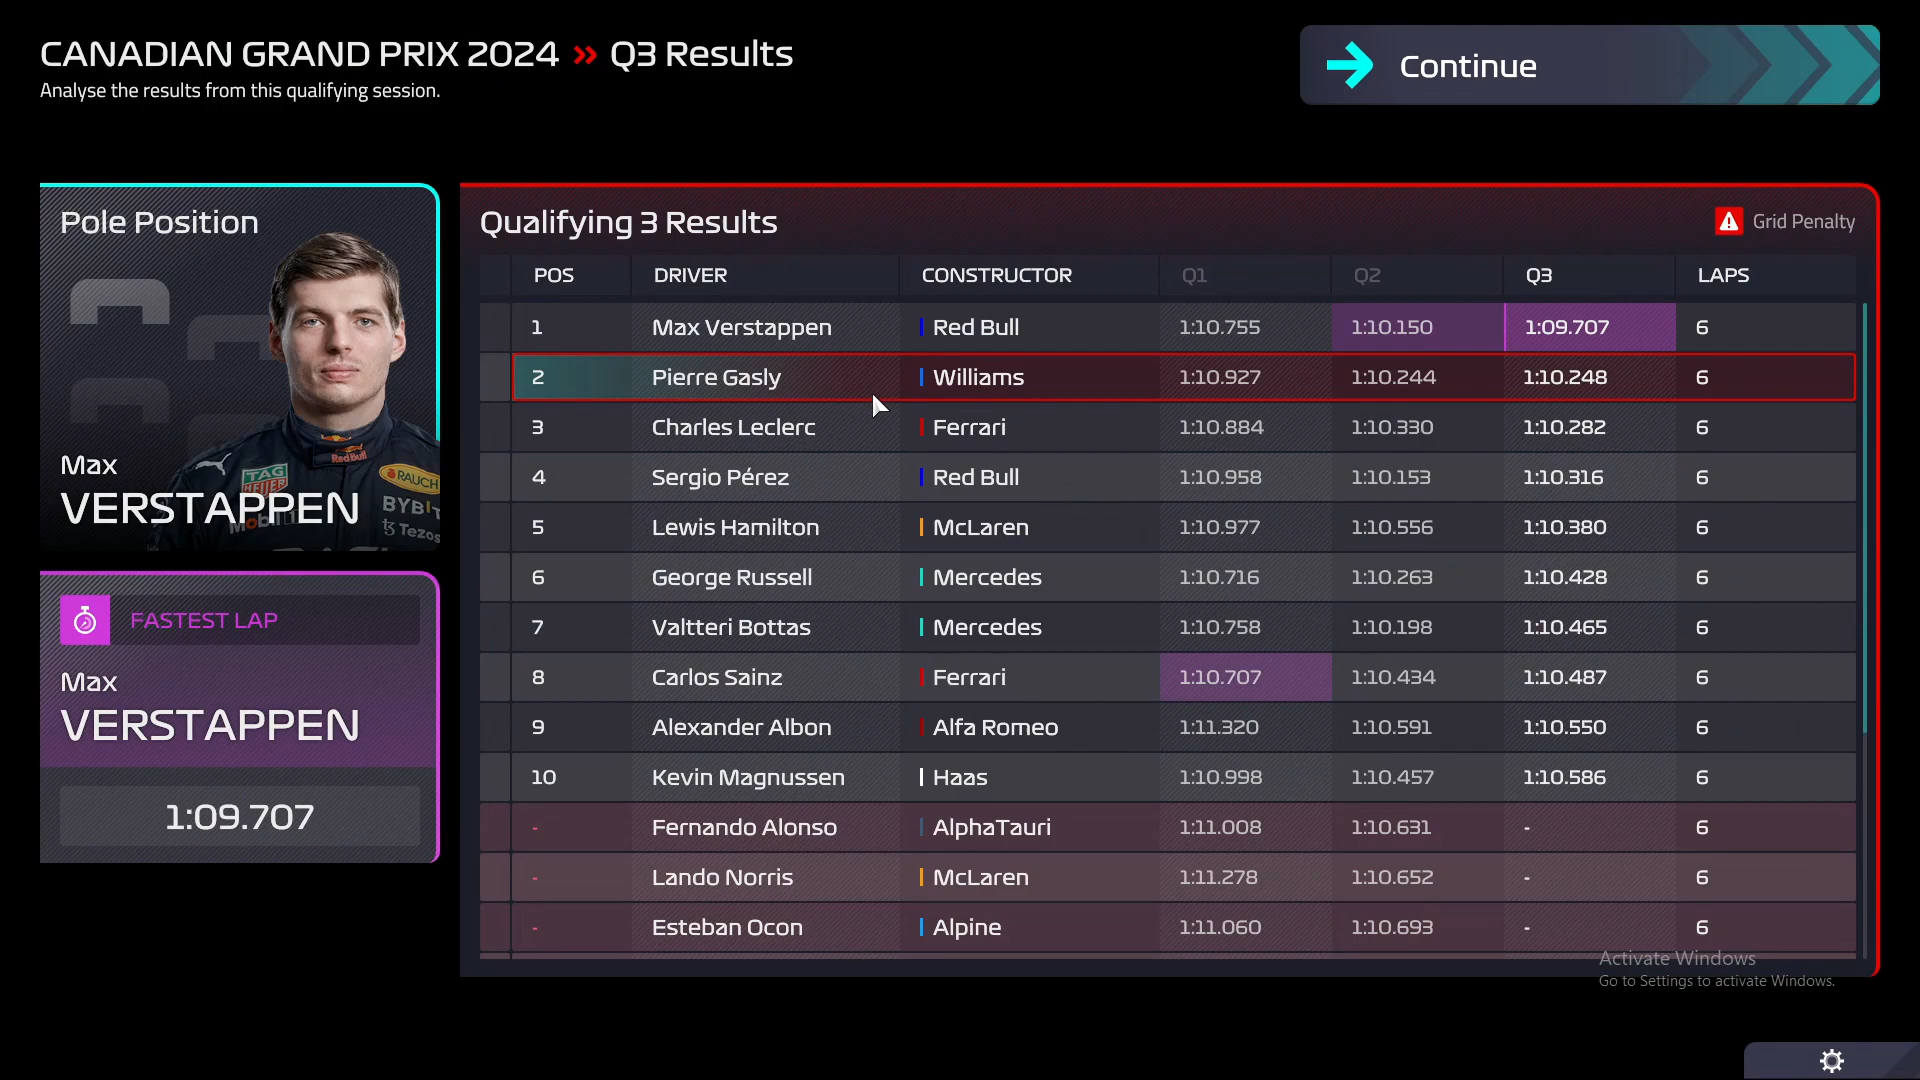 CANADIAN GRAND PRIX 2024 Q3 Results
Analyse the results from this qualifying session.
Continue
Pole Position
TAG
HEUER
Red Bull
RAUCH
BYBIT
Mobil 1
Tezos
Max
VERSTAPPEN
FASTEST LAP
Max
VERSTAPPEN
1:09.707
Qualifying 3 Results
Grid Penalty
POS DRIVER CONSTRUCTOR Q1 Q2 Q3 LAPS
1 Max Verstappen Red Bull 1:10.755 1:10.150 1:09.707 6
2 Pierre Gasly Williams 1:10.927 1:10.244 1:10.248 6
3 Charles Leclerc Ferrari 1:10.884 1:10.330 1:10.282 6
4 Sergio Pérez Red Bull 1:10.958 1:10.153 1:10.316 6
5 Lewis Hamilton McLaren 1:10.977 1:10.556 1:10.380 6
6 George Russell Mercedes 1:10.716 1:10.263 1:10.428 6
7 Valtteri Bottas Mercedes 1:10.758 1:10.198 1:10.465 6
8 Carlos Sainz Ferrari 1:10.707 1:10.434 1:10.487 6
9 Alexander Albon Alfa Romeo 1:11.320 1:10.591 1:10.550 6
10 Kevin Magnussen Haas 1:10.998 1:10.457 1:10.586 6
- Fernando Alonso AlphaTauri 1:11.008 1:10.631 - 6
- Lando Norris McLaren 1:11.278 1:10.652 - 6
- Esteban Ocon Alpine 1:11.060 1:10.693 - 6
Activate Windows
Go to Settings to activate Windows.